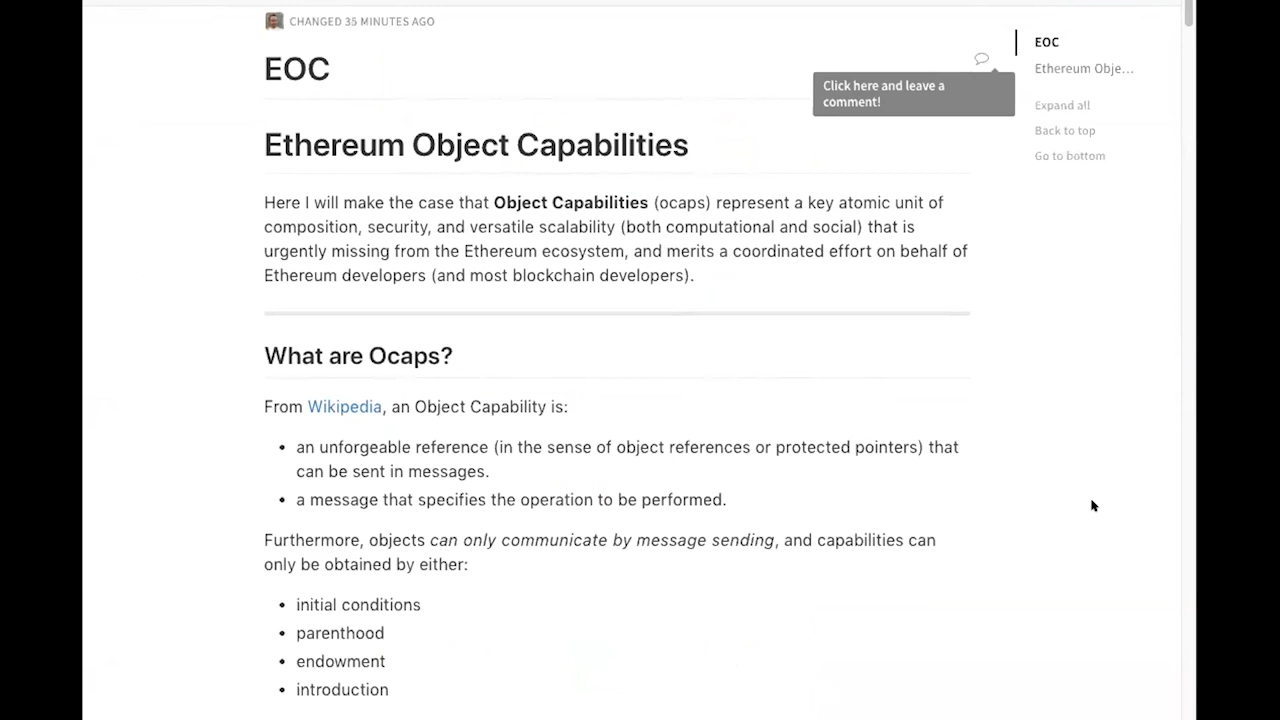 CHANGED 35 MINUTES AGO
EOC
Click here and leave a
comment!
Ethereum Object Capabilities
Here I will make the case that Object Capabilities (ocaps) represent a key atomic unit of
composition, security, and versatile scalability (both computational and social) that is
urgently missing from the Ethereum ecosystem, and merits a coordinated effort on behalf of
Ethereum developers (and most blockchain developers).
What are Ocaps?
From Wikipedia, an Object Capability is:
• an unforgeable reference (in the sense of object references or protected pointers) that
can be sent in messages.
• a message that specifies the operation to be performed.
Furthermore, objects can only communicate by message sending, and capabilities can
only be obtained by either:
• initial conditions
• parenthood
• endowment
• introduction
EOC
Ethereum Obje...
Expand all
Back to top
Go to bottom